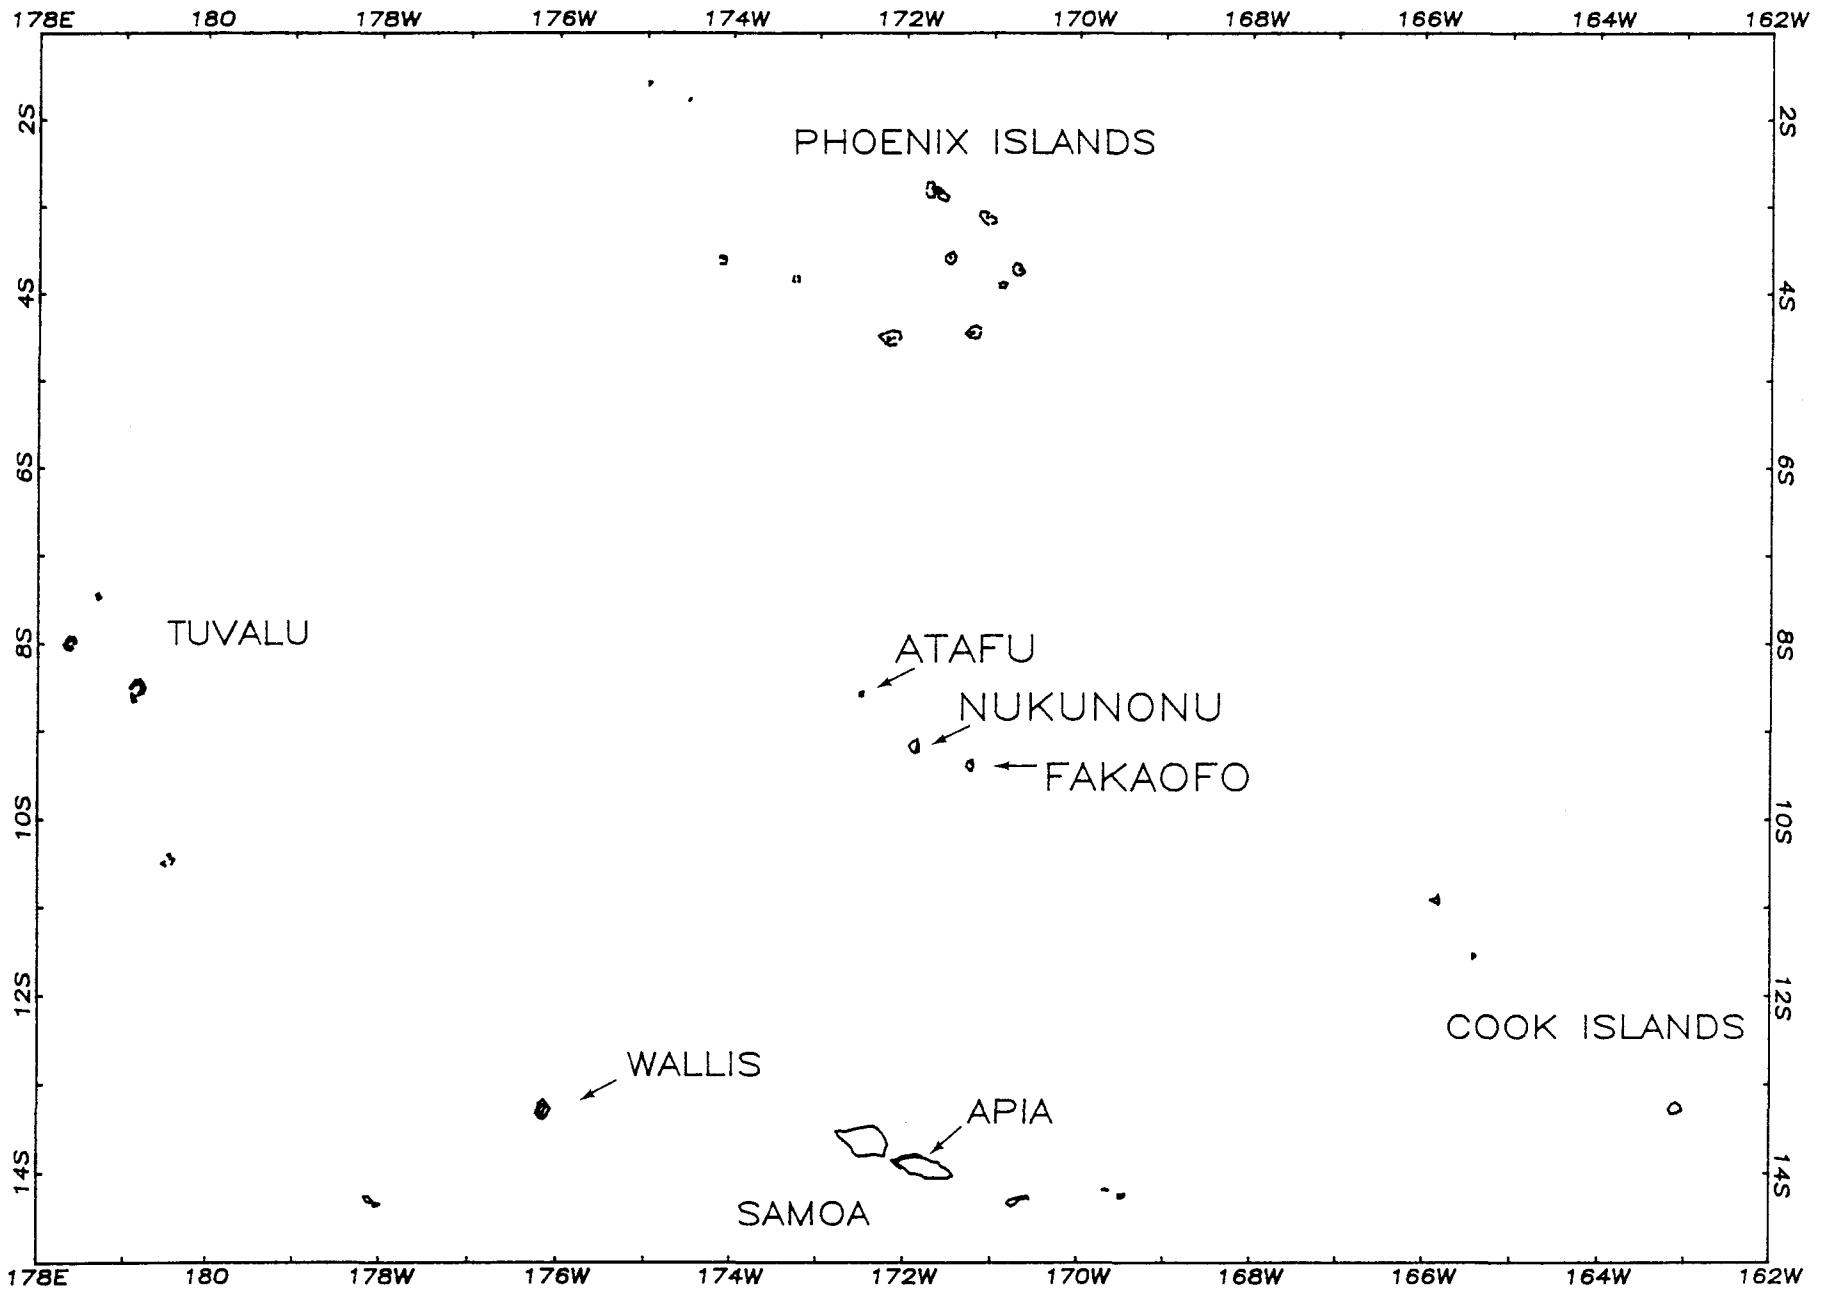 178E 180 178W 176W 174W 172W 170W 168W 166W 164W 162W
2S 2S
PHOENIX ISLANDS
4S 4S
6S 6S
TUVALU
8S 8S
ATAFU
NUKUNONU
FAKAOFO
10S 10S
12S 12S
COOK ISLANDS
WALLIS
APIA
14S 14S
SAMOA
178E 180 178W 176W 174W 172W 170W 168W 166W 164W 162W